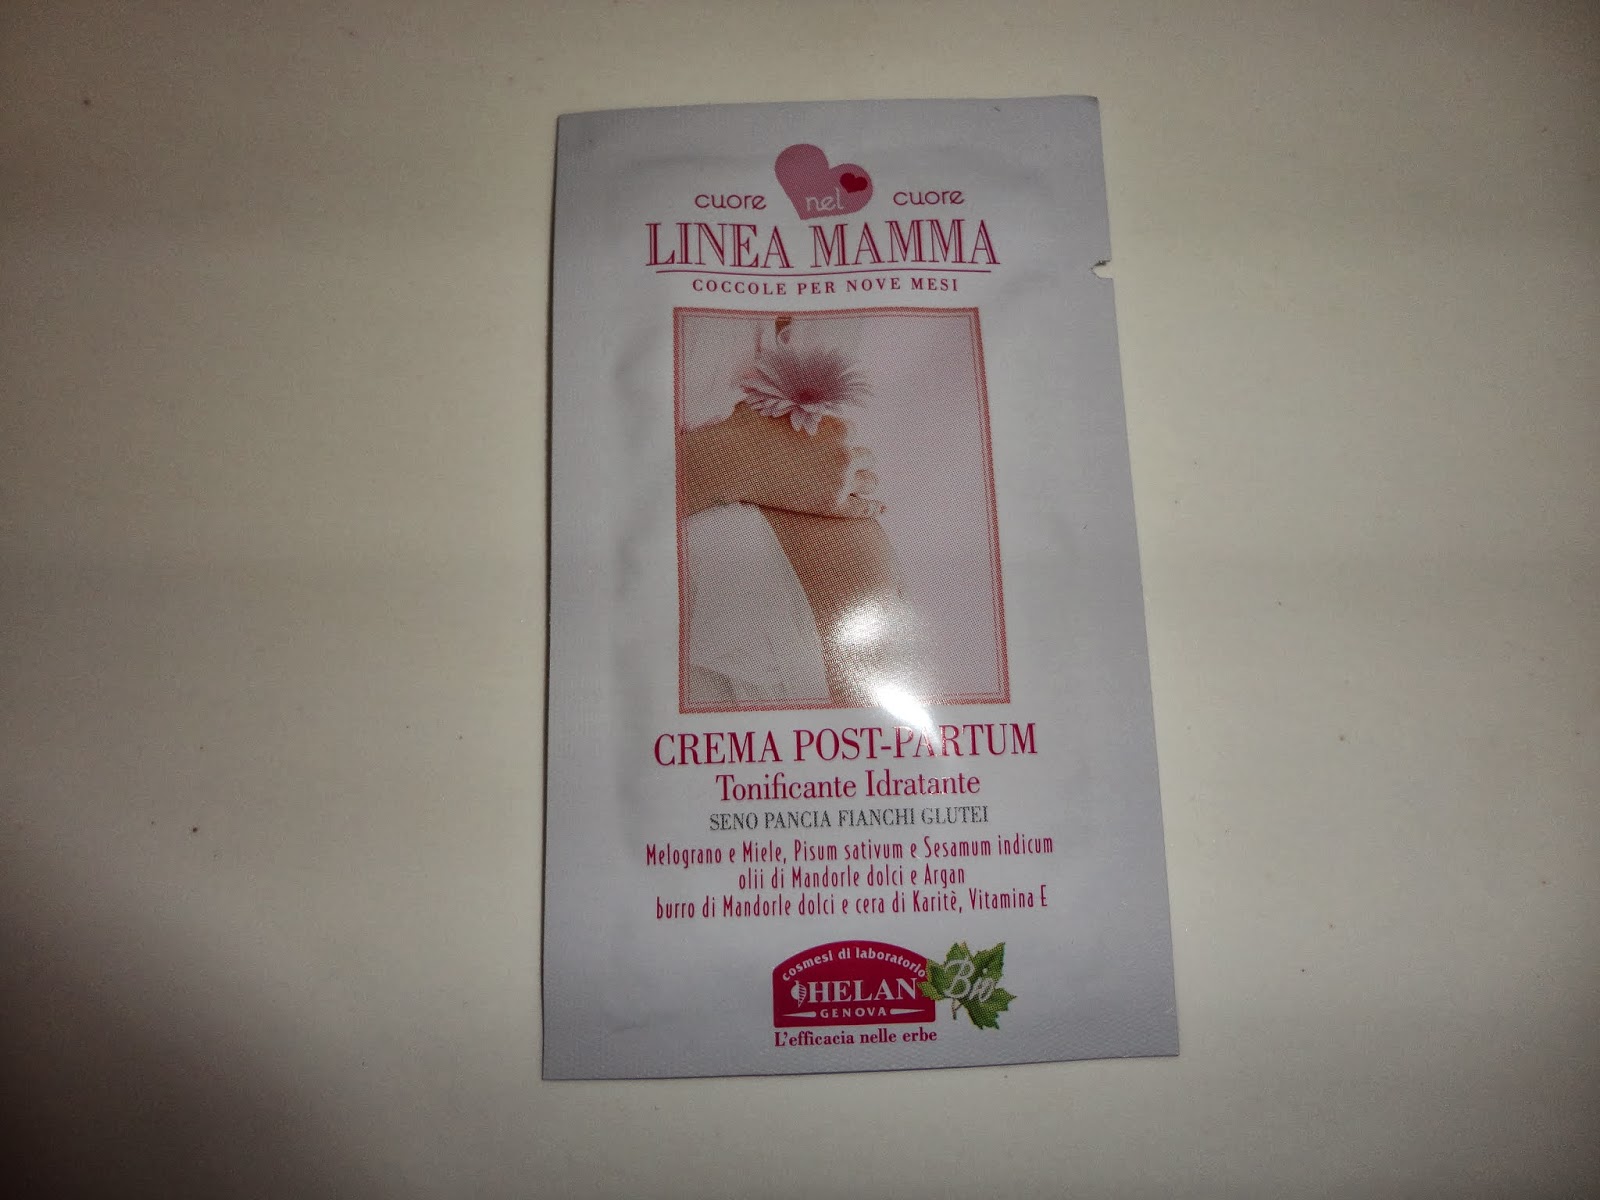 cuore nel cuore
LINEA MAMMA
COCCOLE PER NOVE MESI
CREMA POST-PARTUM
Tonificante Idratante
SENO PANCIA FIANCHI GLUTEI
Melograno e Miele, Pisum sativum e Sesamum indicum
olii di Mandorle dolci e Argan
burro di Mandorle dolci e cera di Karitè, Vitamina E
cosmesi di laboratorio
HELAN
GENOVA
Bio
L'efficacia nelle erbe